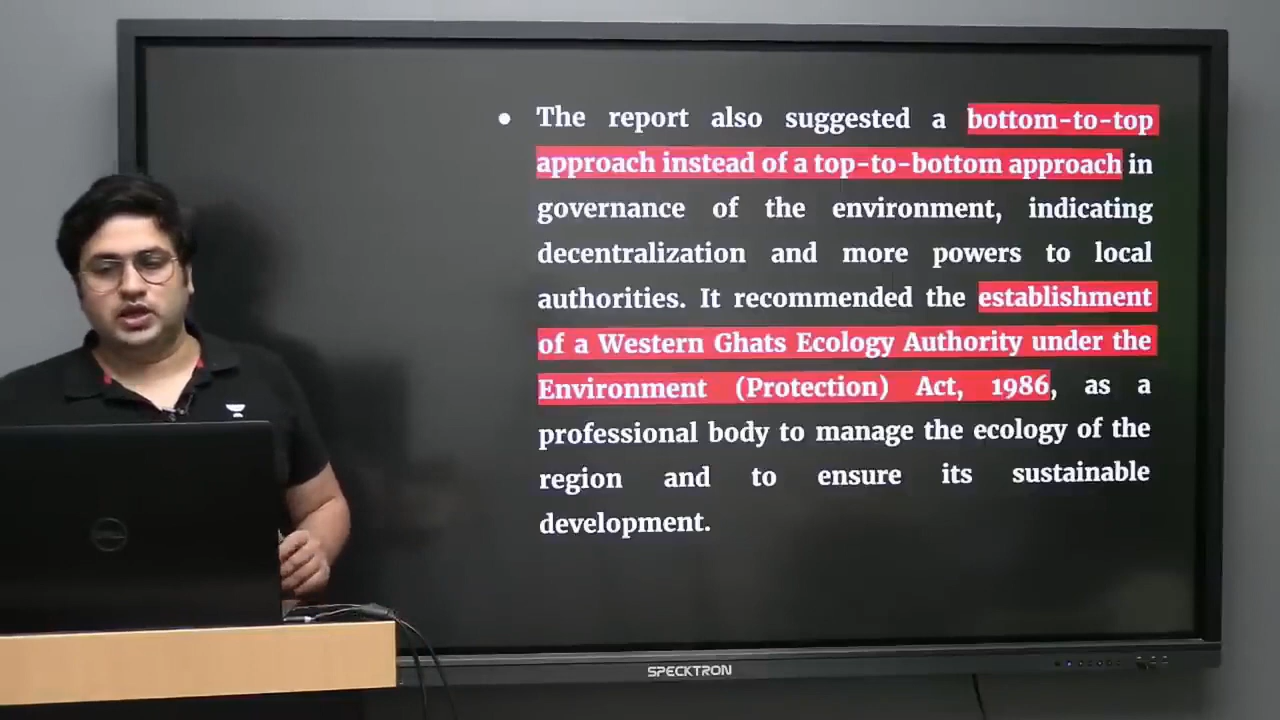 ● The report also suggested a bottom-to-top
approach instead of a top-to-bottom approach in
governance of the environment, indicating
decentralization and more powers to local
authorities. It recommended the establishment
of a Western Ghats Ecology Authority under the
Environment (Protection) Act, 1986, as a
professional body to manage the ecology of the
region and to ensure its sustainable
development.
SPECKTRON
DELL